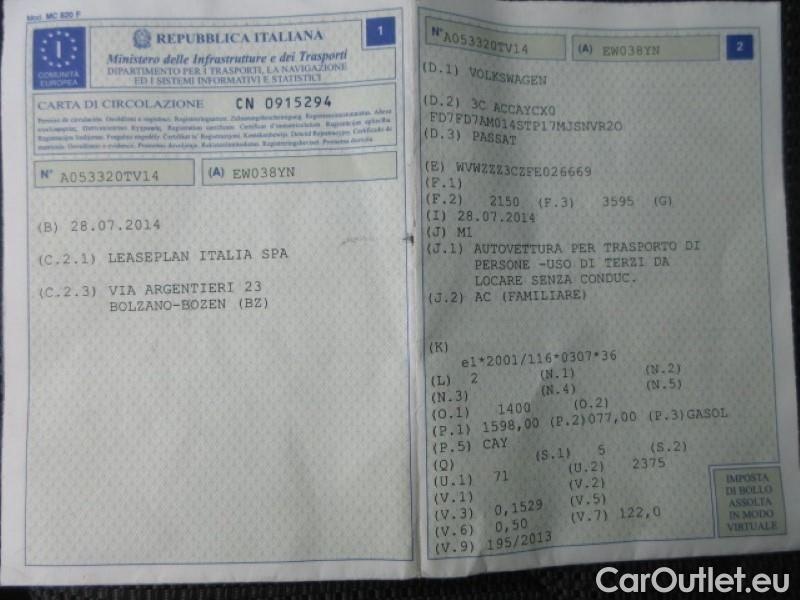 Mod. MC 820 F
I
COMUNITÀ
EUROPEA
REPUBBLICA ITALIANA
1
Ministero delle Infrastrutture e dei Trasporti
DIPARTIMENTO PER I TRASPORTI, LA NAVIGAZIONE
ED I SISTEMI INFORMATIVI E STATISTICI
CARTA DI CIRCOLAZIONE CN 0915294
N° A053320TV14 (A) EW038YN
(B) 28.07.2014
(C.2.1) LEASEPLAN ITALIA SPA
(C.2.3) VIA ARGENTIERI 23
BOLZANO-BOZEN (BZ)
N° A053320TV14 (A) EW038YN 2
(D.1) VOLKSWAGEN
(D.2) 3C ACCAYCX0
FD7FD7AM014STP17MJSNVR2O
(D.3) PASSAT
(E) WVWZZZ3CZFE026669
(F.1)
(F.2) 2150 (F.3) 3595 (G)
(I) 28.07.2014
(J) M1
(J.1) AUTOVETTURA PER TRASPORTO DI
PERSONE -USO DI TERZI DA
LOCARE SENZA CONDUC.
(J.2) AC (FAMILIARE)
(K)
e1*2001/116*0307*36
(L) 2 (N.1) (N.2)
(N.3) (N.4) (N.5)
(O.1) 1400 (O.2)
(P.1) 1598,00 (P.2)077,00 (P.3)GASOL
(P.5) CAY
(Q) (S.1) 5 (S.2)
(U.1) 71 (U.2) 2375
(V.1) (V.2)
(V.3) 0,1529 (V.5)
(V.6) 0,50 (V.7) 122,0
(V.9) 195/2013
IMPOSTA
DI BOLLO
ASSOLTA
IN MODO
VIRTUALE
CarOutlet.eu